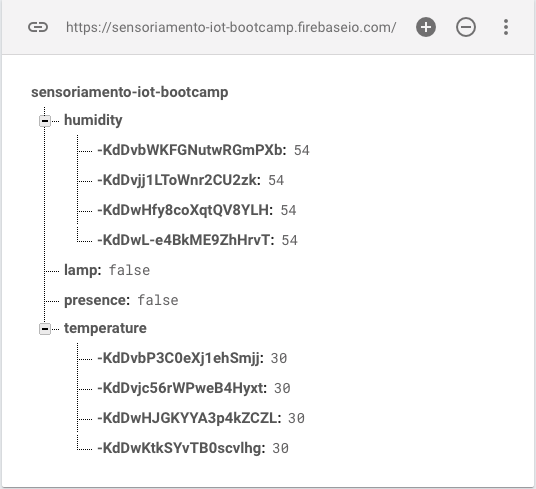 https://sensoriamento-iot-bootcamp.firebaseio.com/
sensoriamento-iot-bootcamp
humidity
-KdDvbWKFGNutwRGmPXb: 54
-KdDvjj1LToWnr2CU2zk: 54
-KdDwHfy8coXqtQV8YLH: 54
-KdDwL-e4BkME9ZhHrvT: 54
lamp: false
presence: false
temperature
-KdDvbP3C0eXj1ehSmjj: 30
-KdDvjc56rWPweB4Hyxt: 30
-KdDwHJGKYYA3p4kZCZL: 30
-KdDwKtkSYvTB0scvlhg: 30